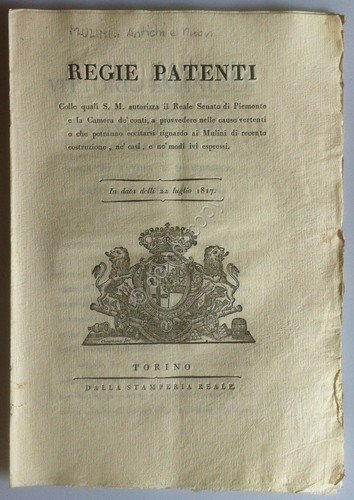 MULINI: Antichi e nuovi
REGIE PATENTI
Colle quali S. M. autorizza il Reale Senato di Piemonte
e la Camera de' conti, a provvedere nelle cause vertenti
o che potranno eccitarsi riguardo ai Mulini di recente
costruzione, ne' casi, e ne' modi ivi espressi.
In data delli 22 luglio 1817.
TORINO
DALLA STAMPERIA REALE